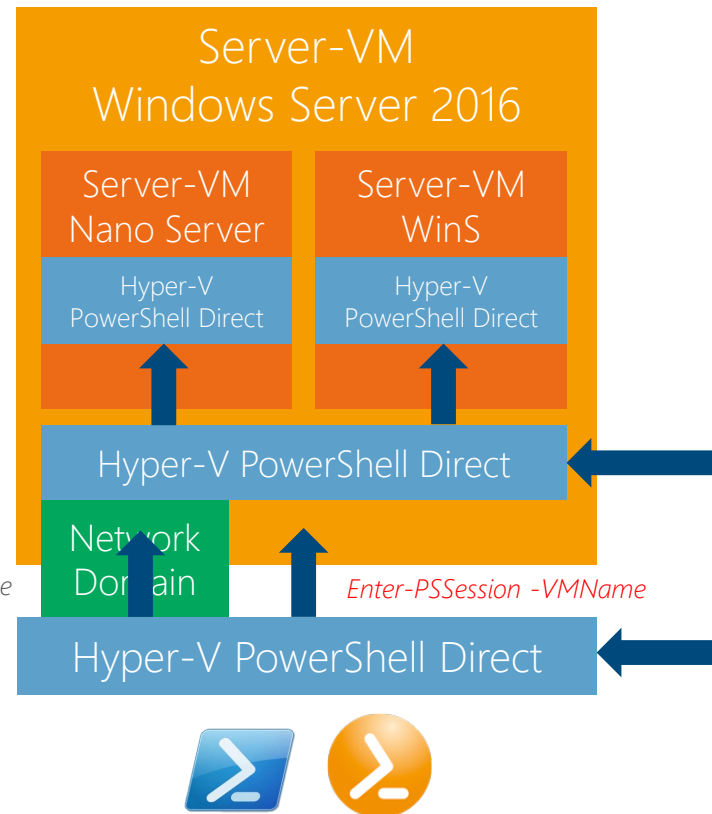 Server-VM
Windows Server 2016
Server-VM
Nano Server
Server-VM
WinS
Hyper-V
PowerShell Direct
Hyper-V
PowerShell Direct
Hyper-V PowerShell Direct
Network
Domain
e
Enter-PSSession -VMName
Hyper-V PowerShell Direct